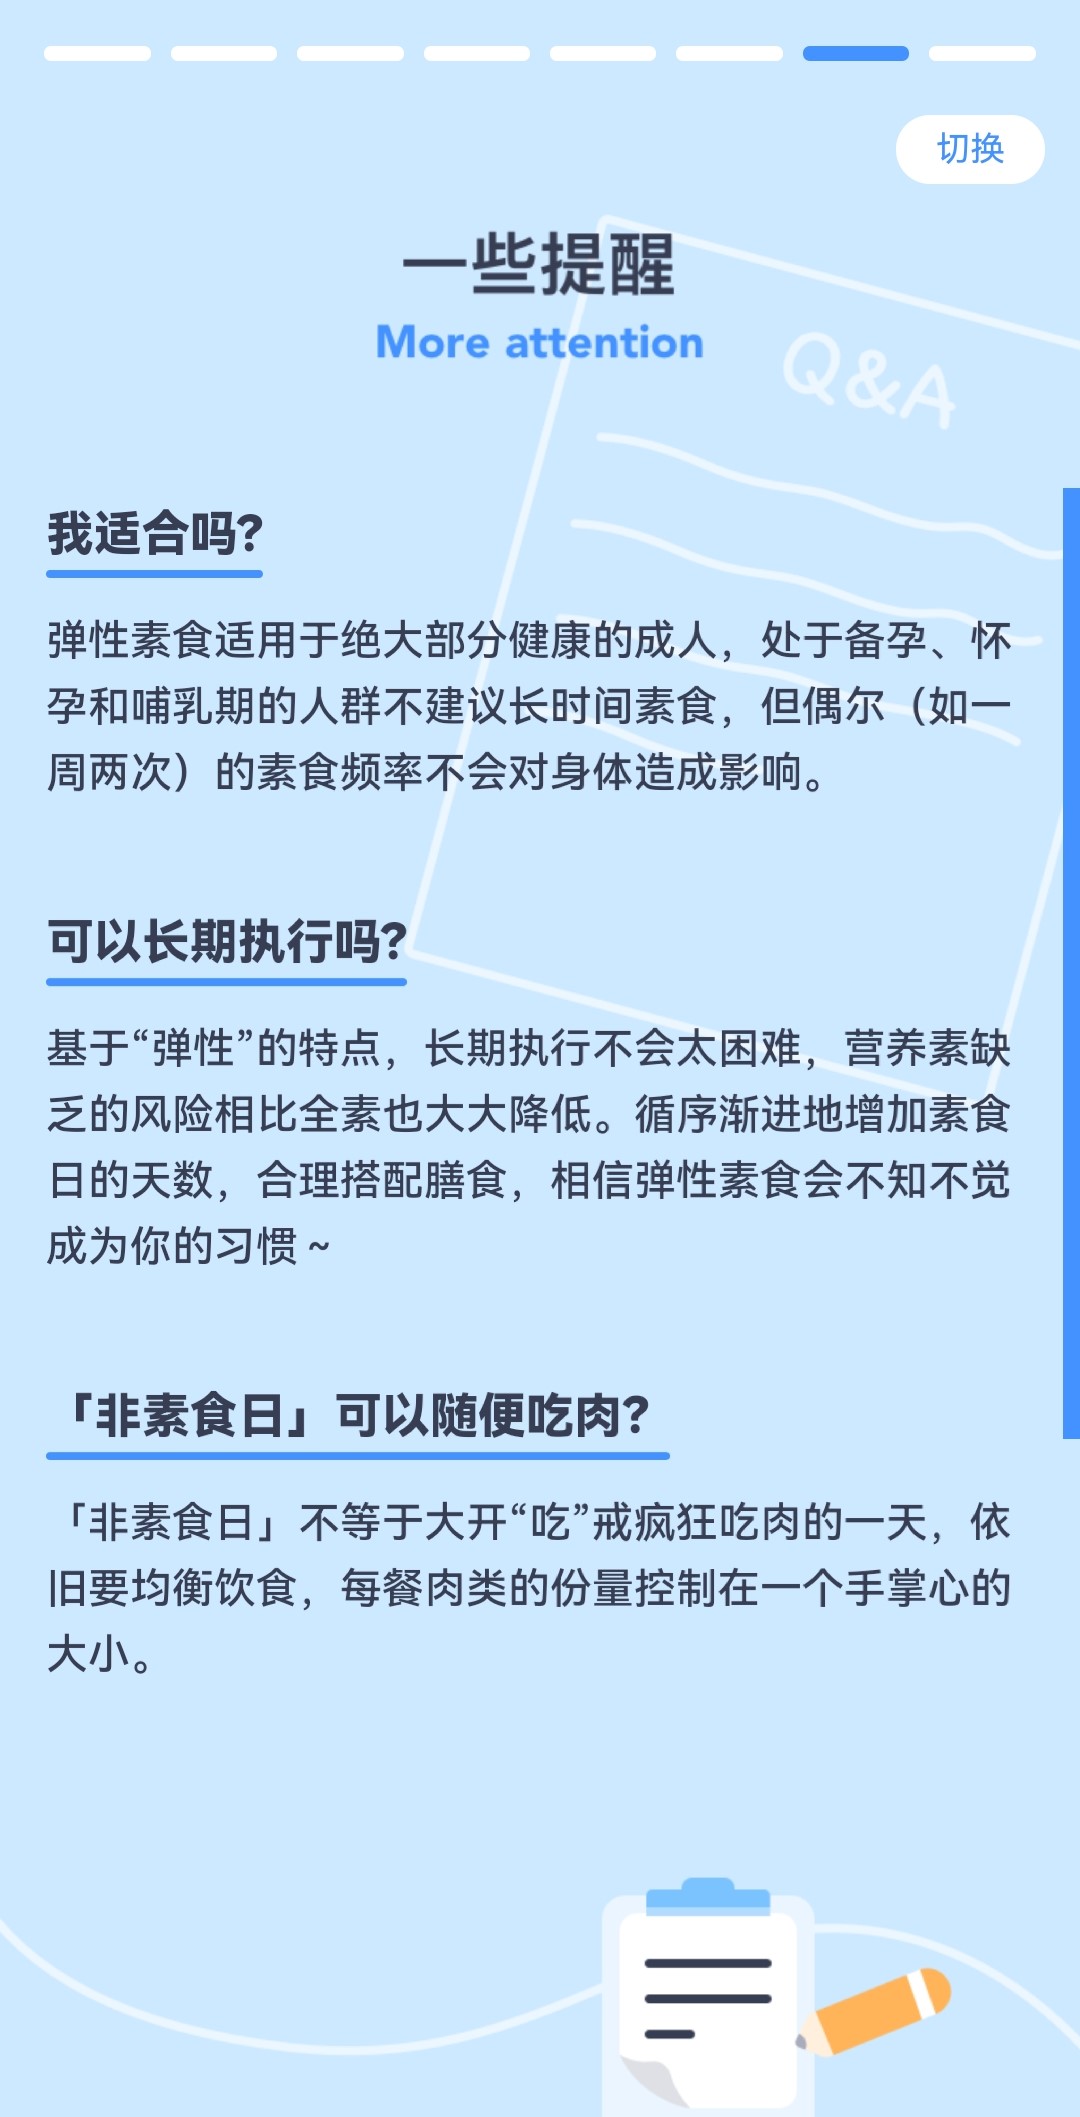 切换
一些提醒
More attention
Q&A
我适合吗?
弹性素食适用于绝大部分健康的成人，处于备孕、怀
孕和哺乳期的人群不建议长时间素食，但偶尔（如一
周两次）的素食频率不会对身体造成影响。
可以长期执行吗?
基于“弹性”的特点，长期执行不会太困难，营养素缺
乏的风险相比全素也大大降低。循序渐进地增加素食
日的天数，合理搭配膳食，相信弹性素食会不知不觉
成为你的习惯 ~
「非素食日」可以随便吃肉?
「非素食日」不等于大开“吃”戒疯狂吃肉的一天，依
旧要均衡饮食，每餐肉类的份量控制在一个手掌心的
大小。